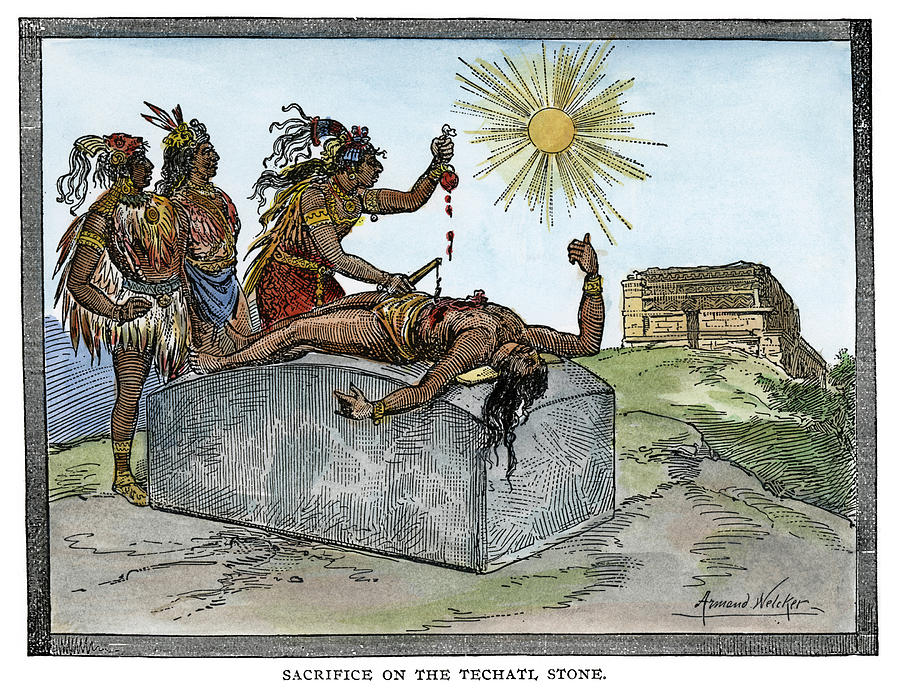 Armand Welcker
SACRIFICE ON THE TECHATL STONE.